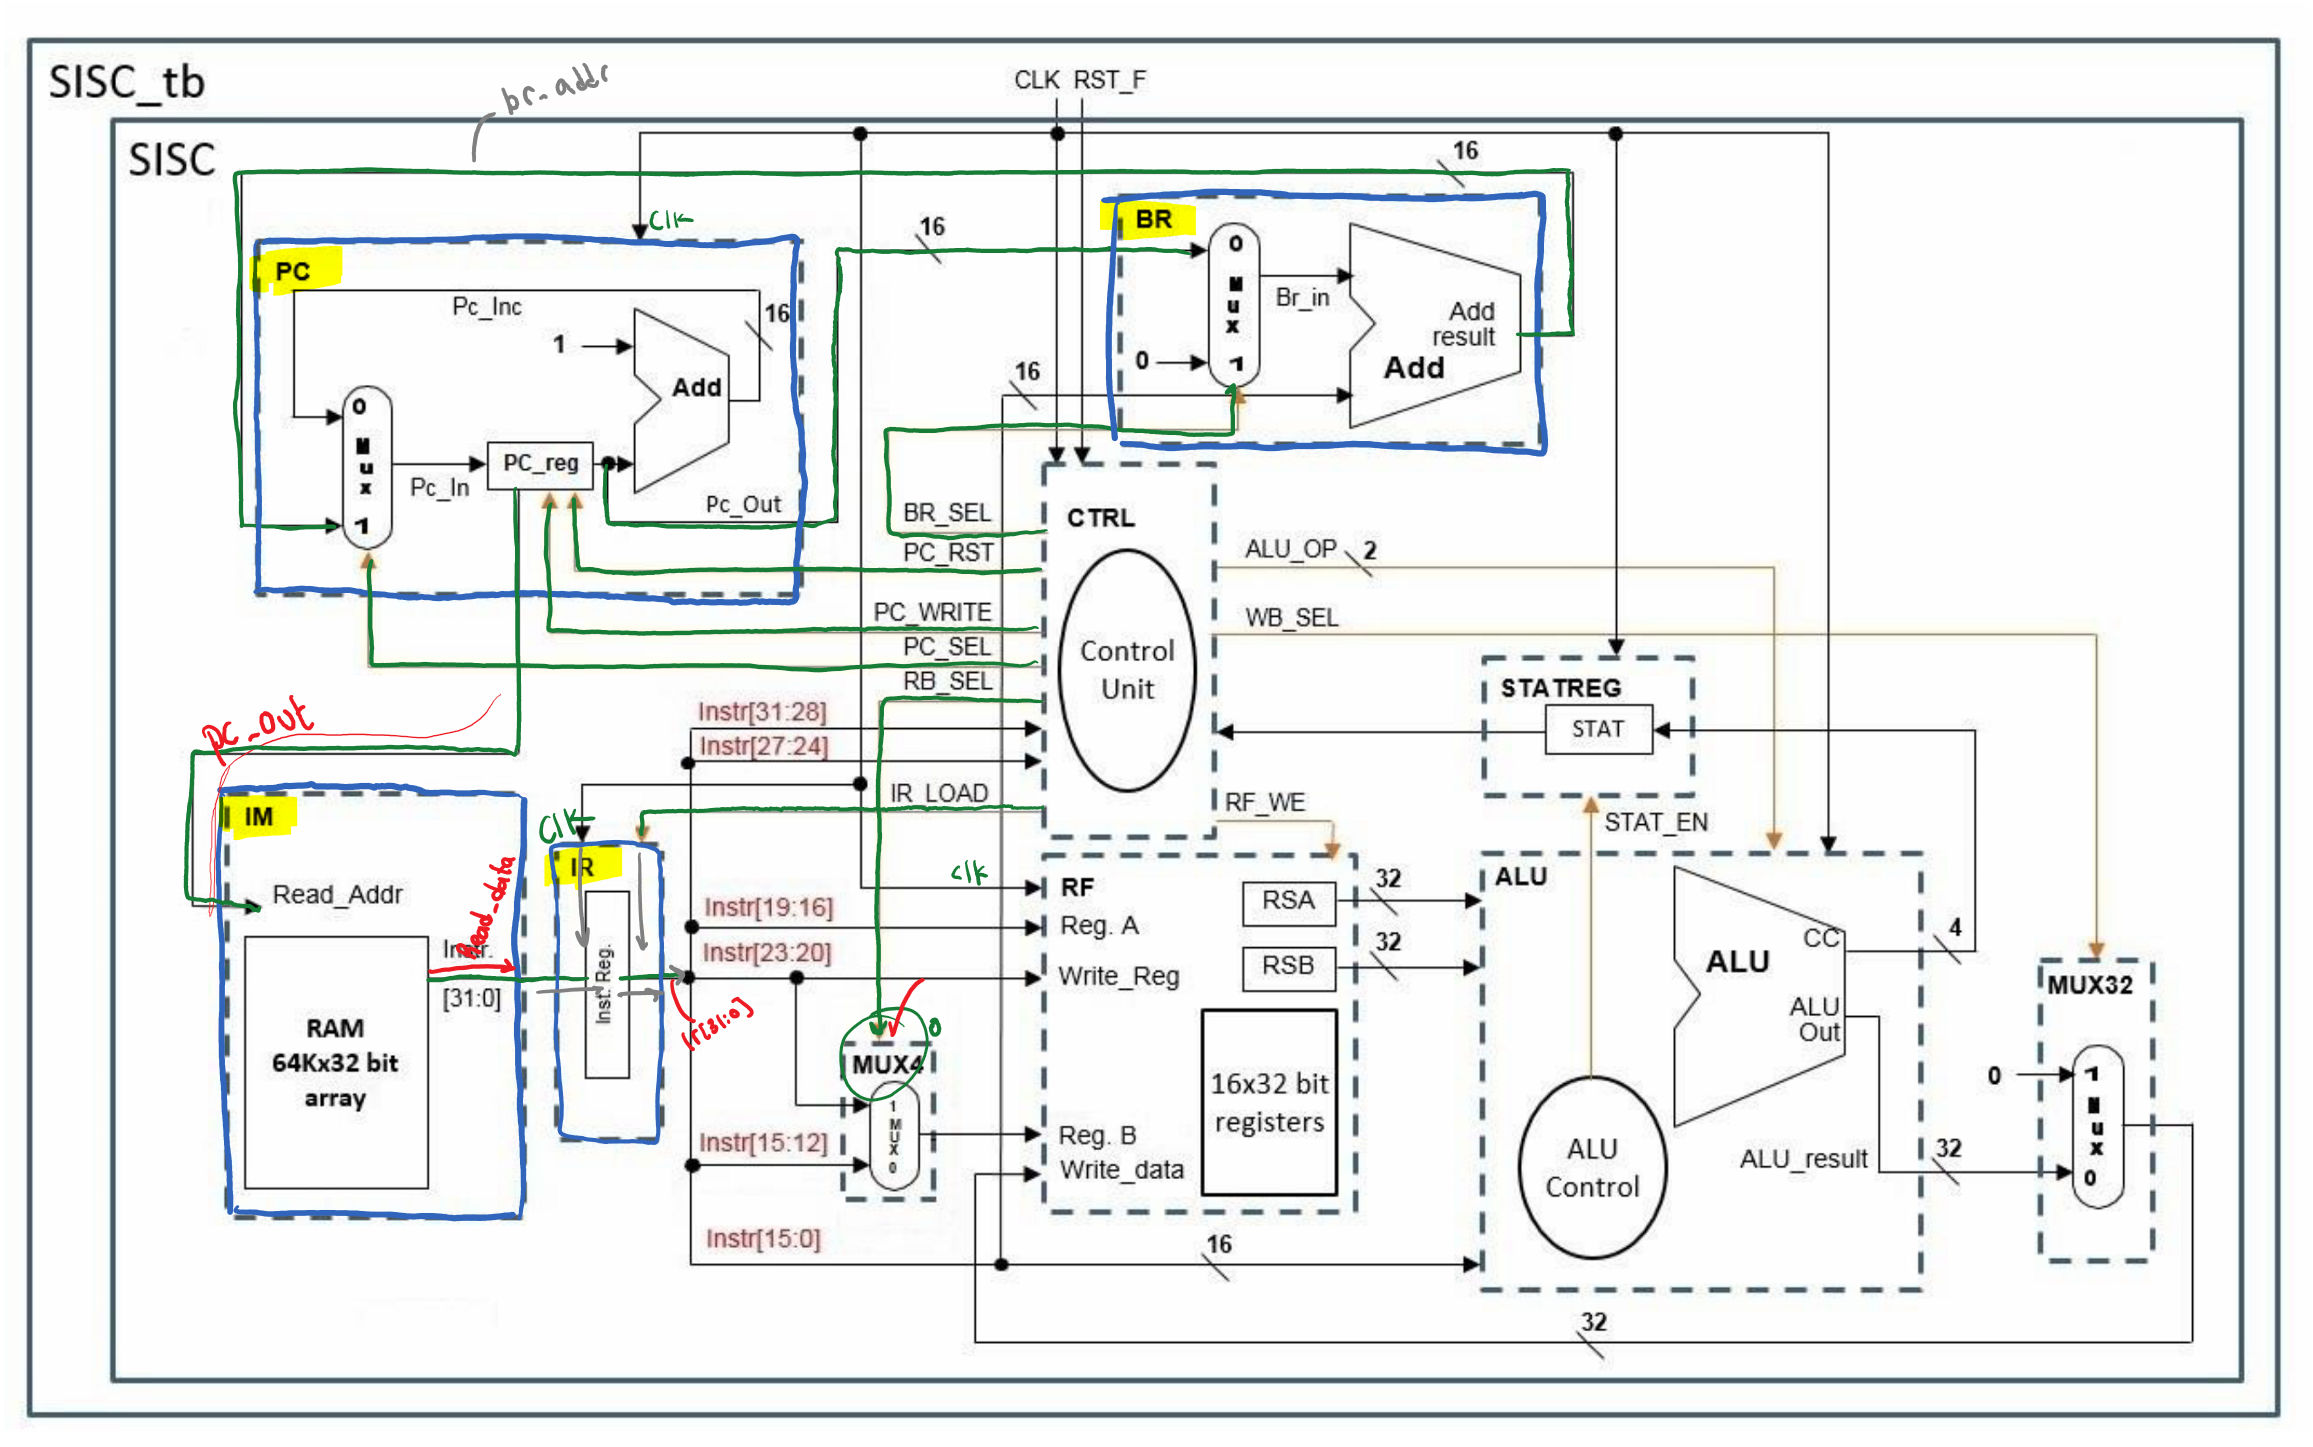 SISC_tb
br_addr
CLK RST_F
SISC
16
clk
BR
16
0
Mux
1
Br_in
Add
result
Add
0
16
PC
Pc_Inc
16
1
Add
0
Mux
1
Pc_In
PC_reg
Pc_Out
BR_SEL
PC_RST
PC_WRITE
PC_SEL
RB_SEL
CTRL
Control
Unit
ALU_OP
2
WB_SEL
STATREG
STAT
STAT_EN
RF_WE
PC_Out
Instr[31:28]
Instr[27:24]
IR_LOAD
IM
Read_Addr
Read_data
Instr.
[31:0]
RAM
64Kx32 bit
array
Clk
IR
Inst. Reg.
Ir[31:0]
clk
Instr[19:16]
Instr[23:20]
0
MUX4
1
MUX
0
Instr[15:12]
Instr[15:0]
RF
Reg. A
Write_Reg
RSA
RSB
32
32
16x32 bit
registers
Reg. B
Write_data
16
ALU
ALU
CC
ALU
Out
4
ALU
Control
ALU_result
32
MUX32
0
1
Mux
0
32